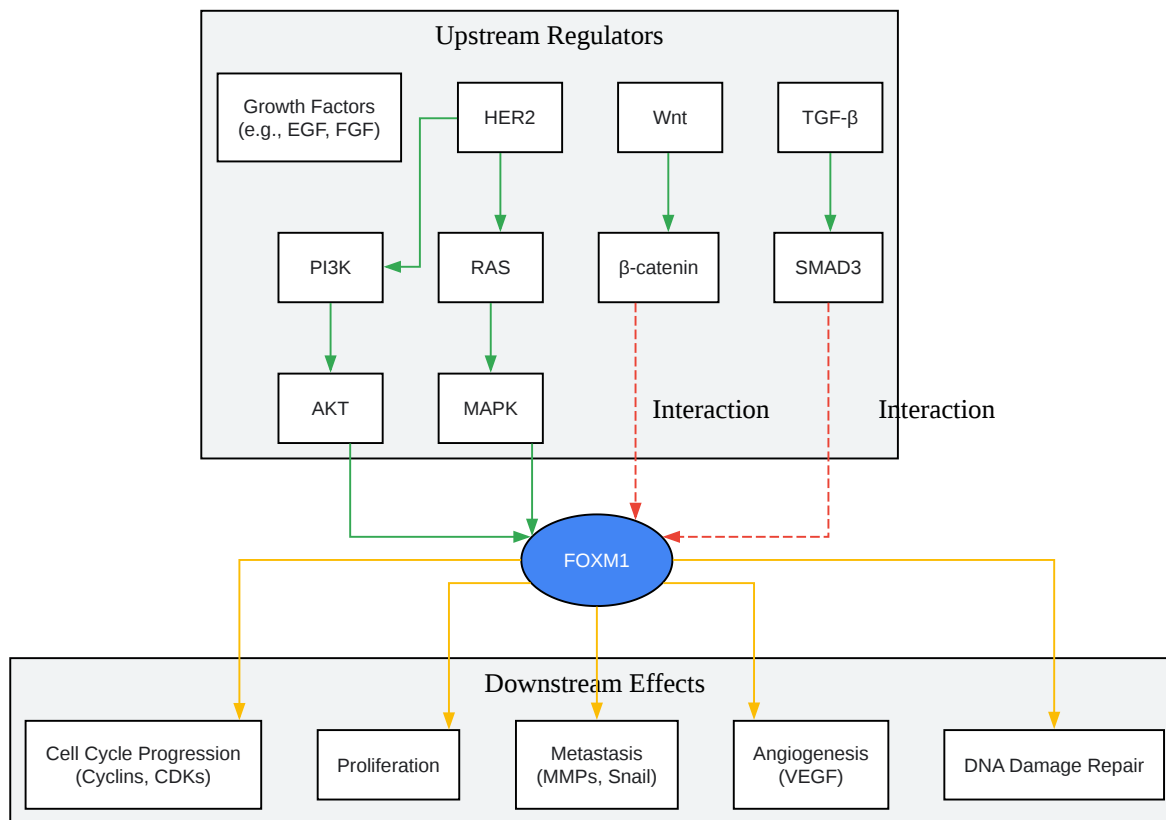 Upstream Regulators
Growth Factors
(e.g., EGF, FGF)
HER2
Wnt
TGF-β
PI3K
RAS
β-catenin
SMAD3
AKT
MAPK
Interaction
Interaction
FOXM1
Downstream Effects
Cell Cycle Progression
(Cyclins, CDKs)
Proliferation
Metastasis
(MMPs, Snail)
Angiogenesis
(VEGF)
DNA Damage Repair